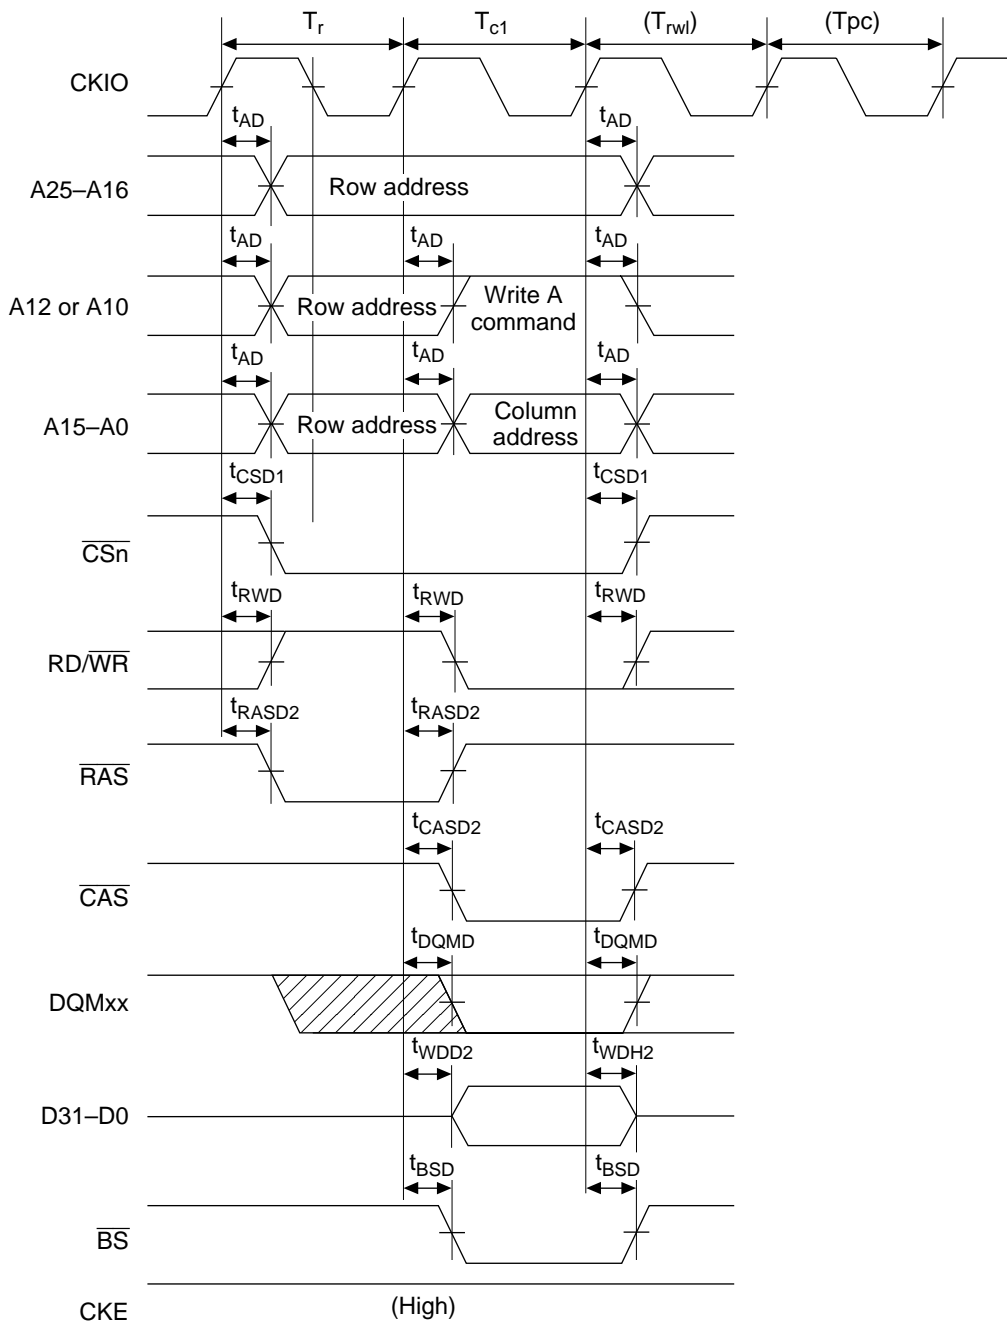 Tr Tc1 (Trwl) (Tpc)
CKIO
tAD tAD
A25–A16 Row address
tAD tAD tAD
A12 or A10 Row address Write A command
tAD tAD tAD
A15–A0 Row address Column address
tCSD1 tCSD1
CSn
tRWD tRWD tRWD
RD/WR
tRASD2 tRASD2
RAS
tCASD2 tCASD2
CAS
tDQMD tDQMD
DQMxx
tWDD2 tWDH2
D31–D0
tBSD tBSD
BS
CKE (High)